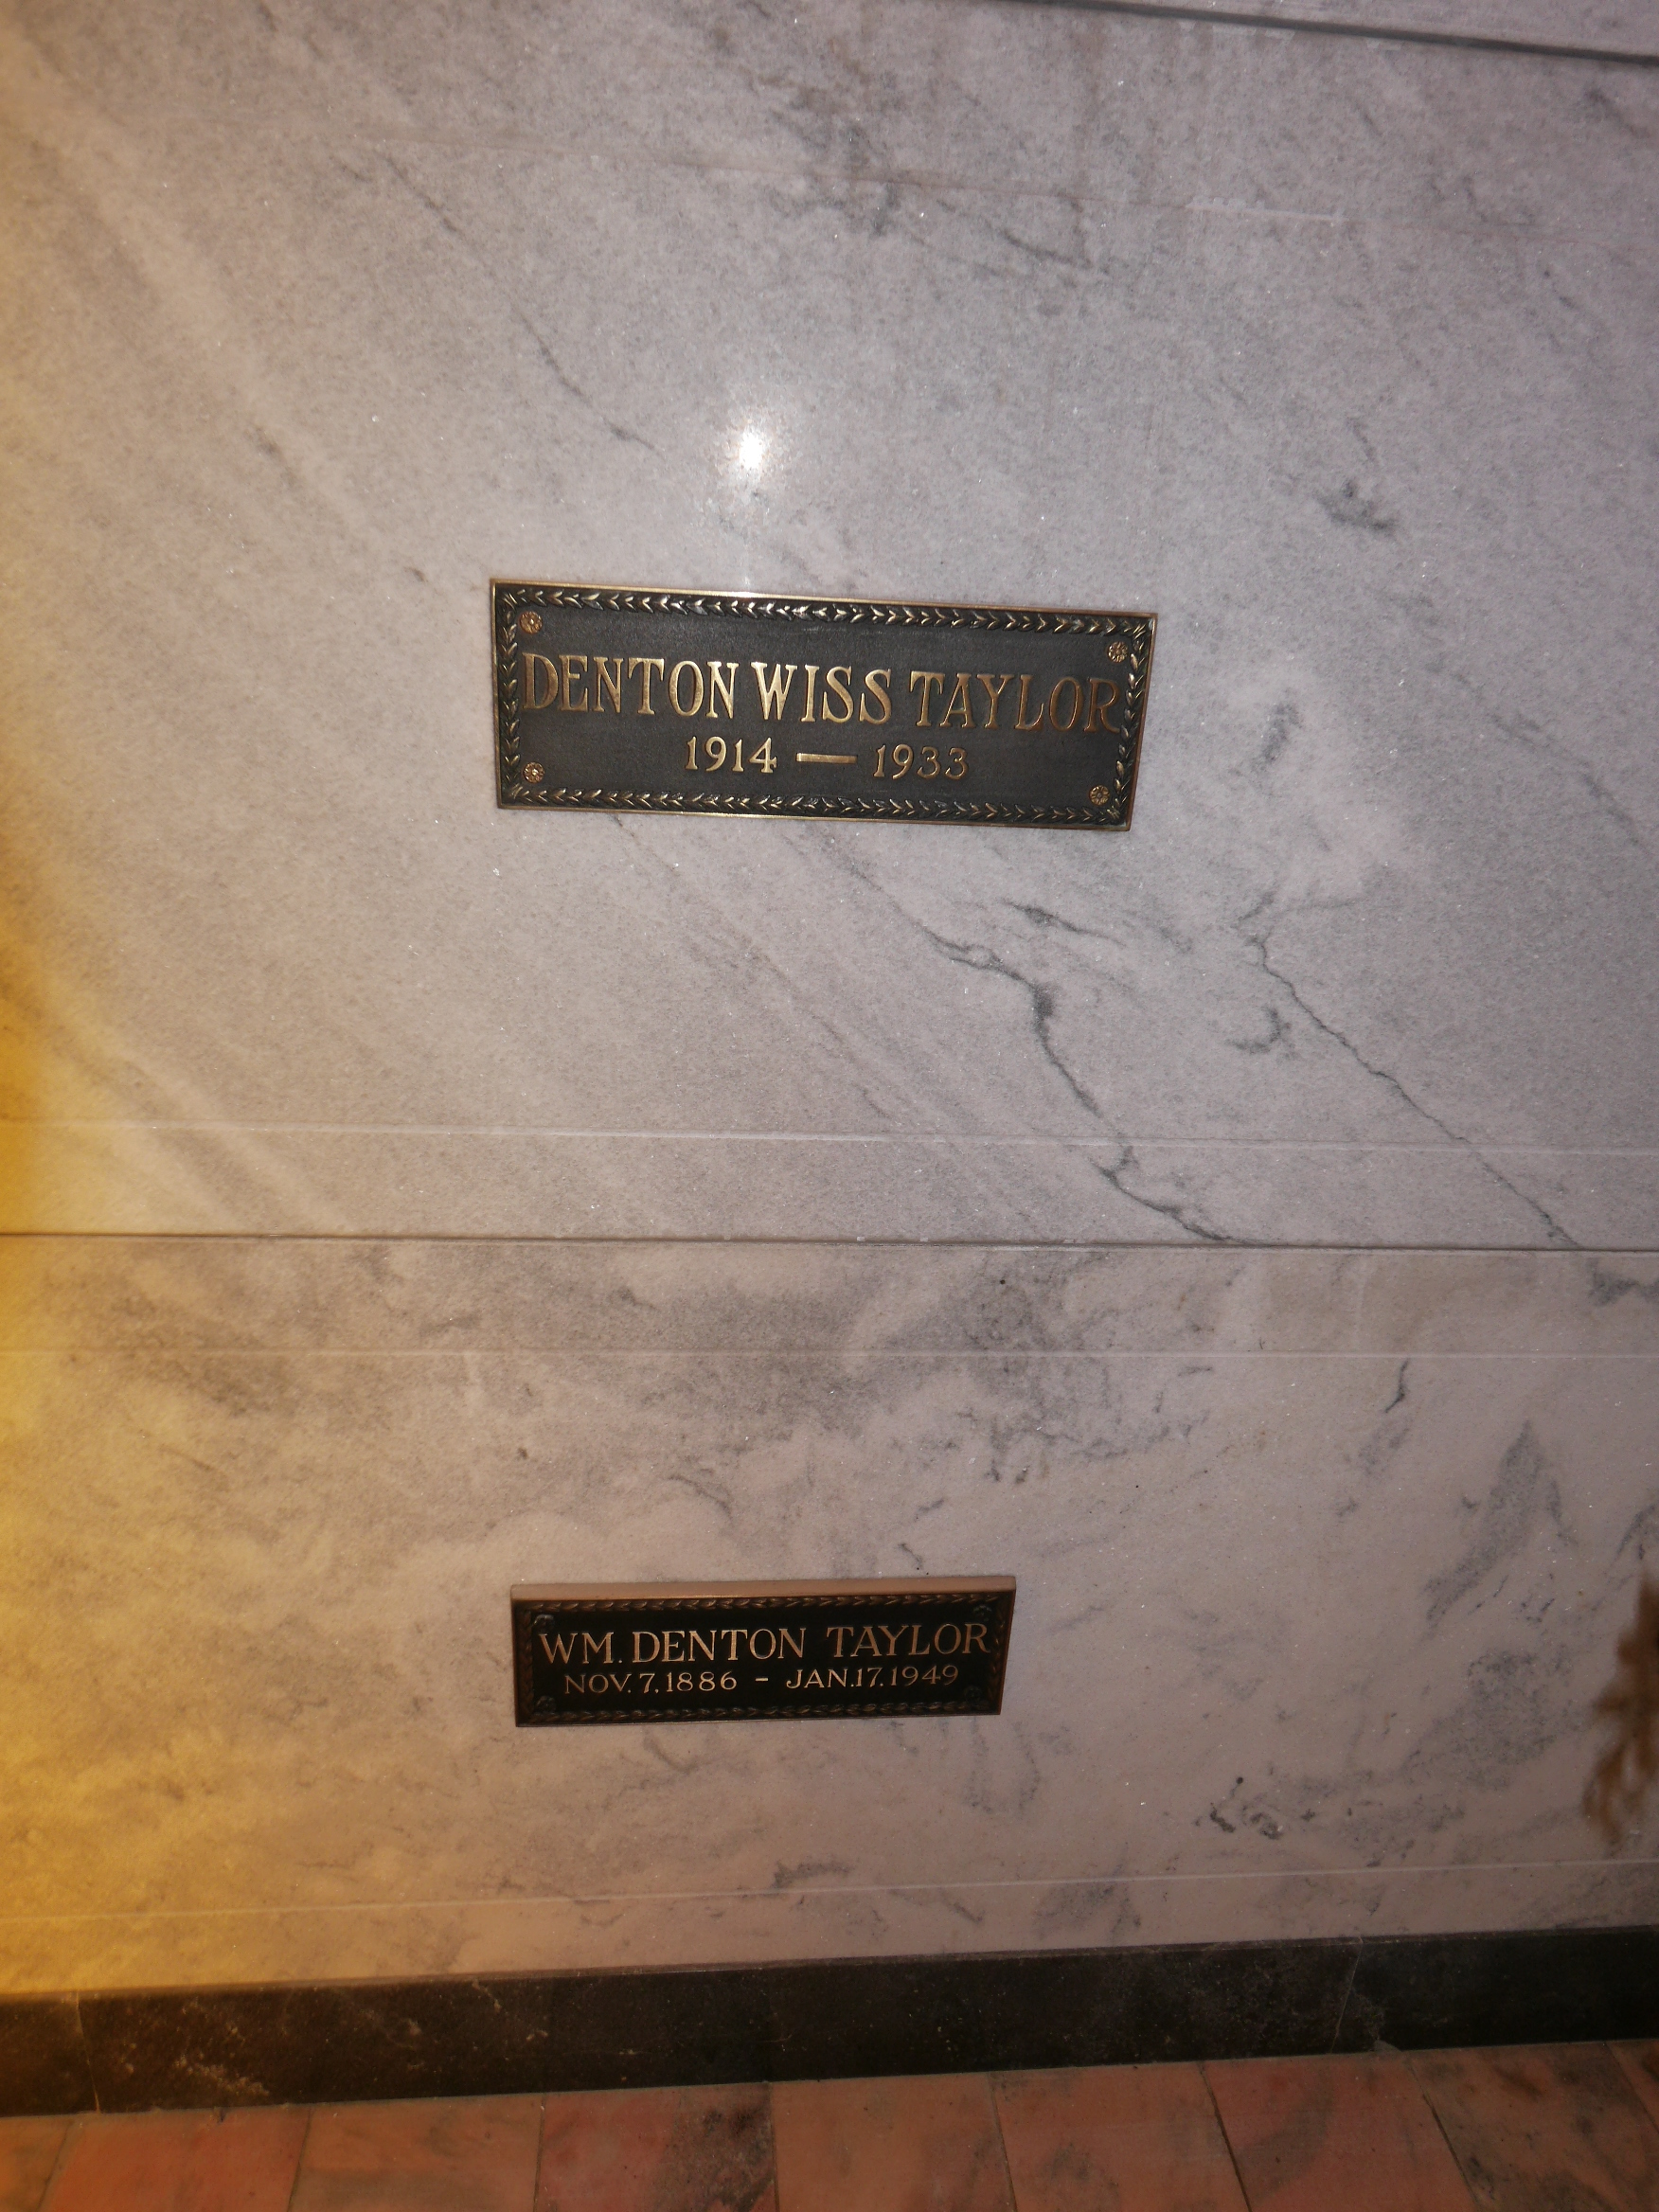 DENTON WISS TAYLOR
1914 — 1933
WM. DENTON TAYLOR
NOV. 7, 1886 - JAN. 17, 1949